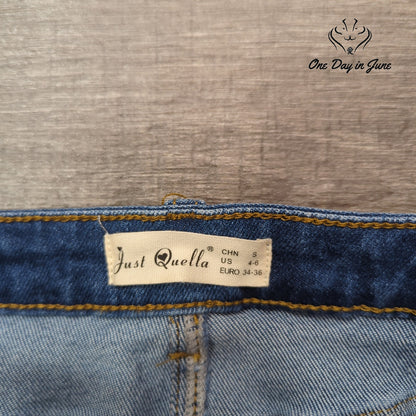 One Day in June
Just Quella®
CHN S
US 4-6
EURO 34-36